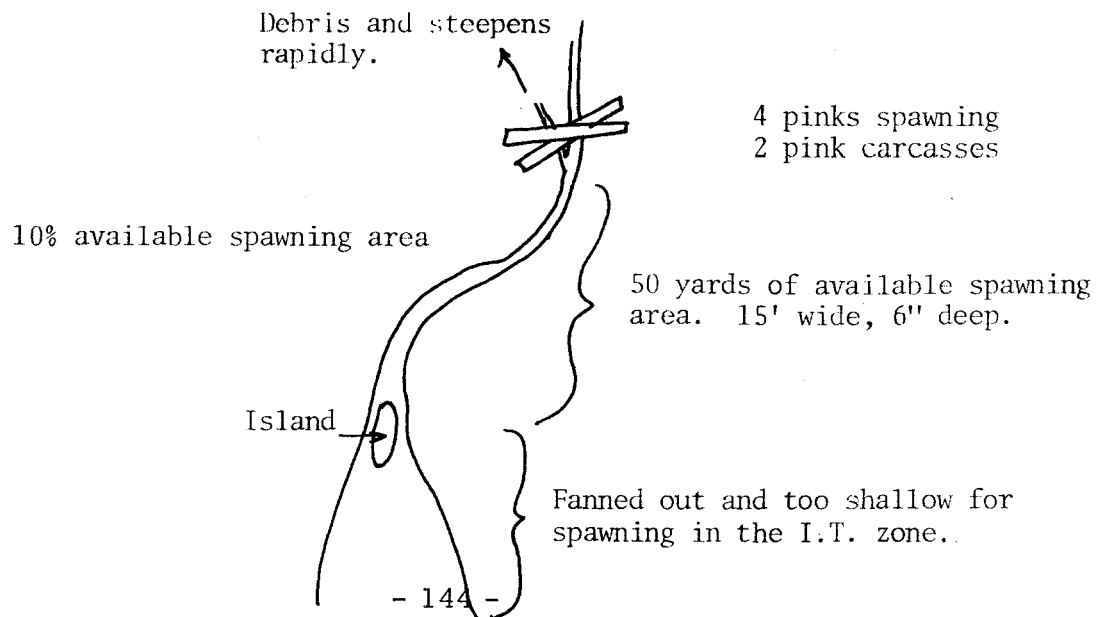 Debris and steepens
rapidly.
4 pinks spawning
2 pink carcasses
10% available spawning area
50 yards of available spawning
area.  15' wide, 6" deep.
Island
Fanned out and too shallow for
spawning in the I.T. zone.
- 144 -